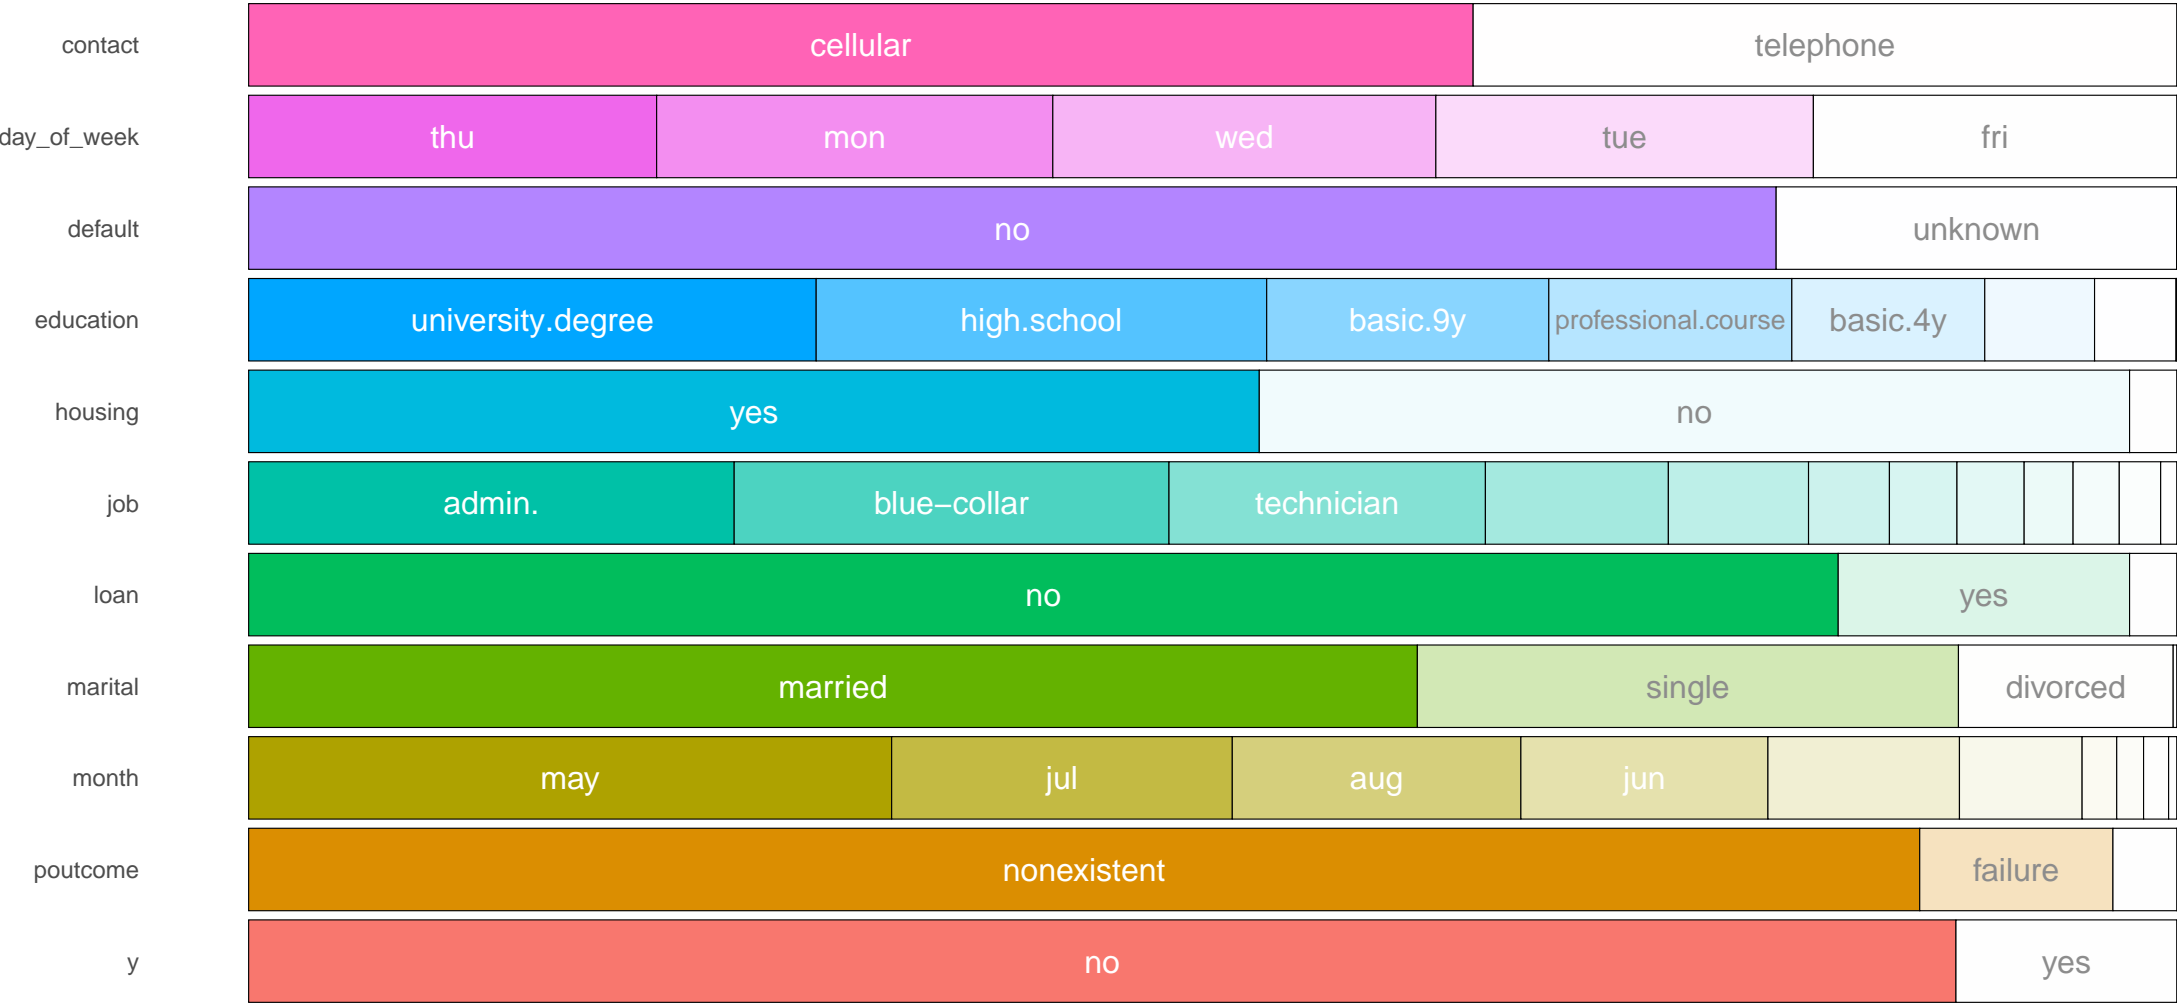 contact cellular telephone
day_of_week thu mon wed tue fri
default no unknown
education university.degree high.school basic.9y professional.course basic.4y
housing yes no
job admin. blue−collar technician
loan no yes
marital married single divorced
month may jul aug jun
poutcome nonexistent failure
y no yes